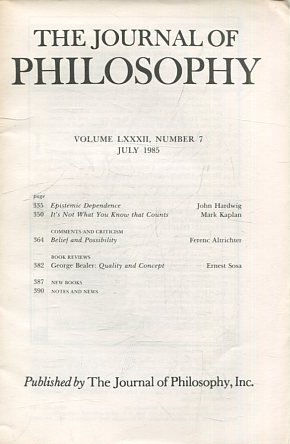 THE JOURNAL OF
PHILOSOPHY
VOLUME LXXXII, NUMBER 7
JULY 1985
page
335 Epistemic Dependence John Hardwig
350 It's Not What You Know that Counts Mark Kaplan
COMMENTS AND CRITICISM
364 Belief and Possibility Ferenc Altrichter
BOOK REVIEWS
382 George Bealer: Quality and Concept Ernest Sosa
387 NEW BOOKS
390 NOTES AND NEWS
Published by The Journal of Philosophy, Inc.